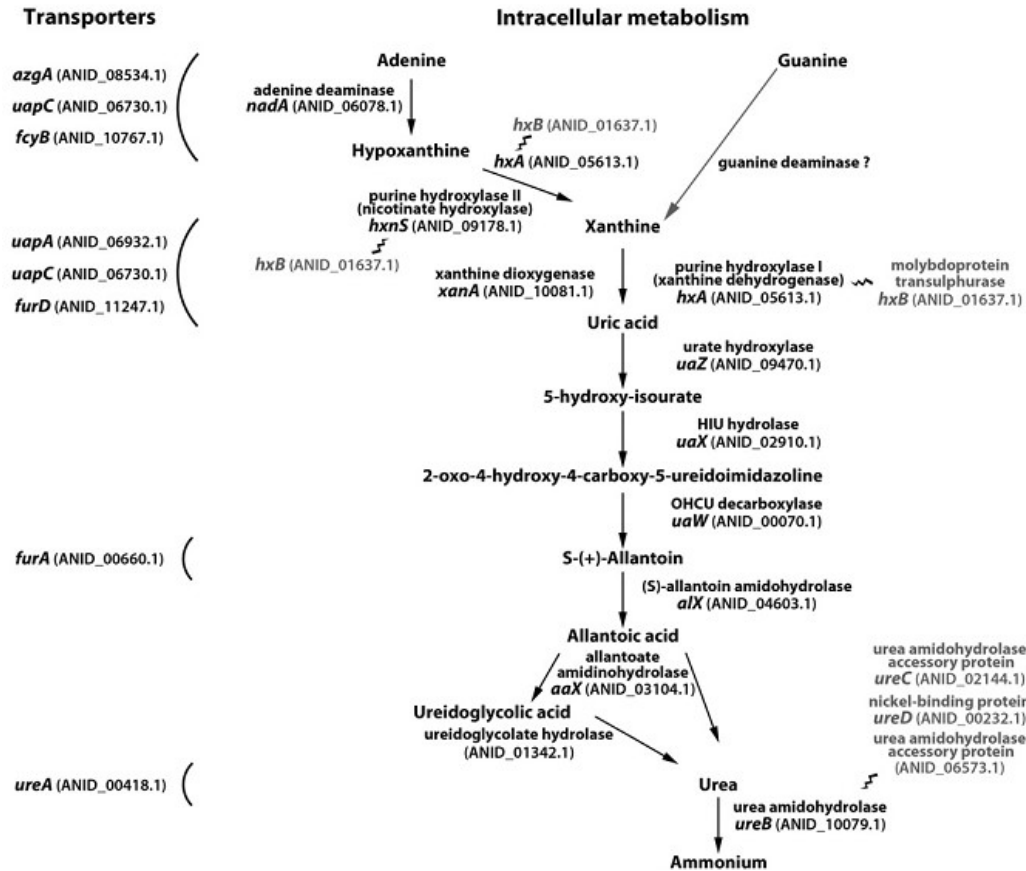 Transporters
Intracellular metabolism
azgA (ANID_08534.1)
uapC (ANID_06730.1)
fcyB (ANID_10767.1)
Adenine
Guanine
adenine deaminase
nadA (ANID_06078.1)
hxB (ANID_01637.1)
hxA (ANID_05613.1)
Hypoxanthine
guanine deaminase ?
purine hydroxylase II
(nicotinate hydroxylase)
hxnS (ANID_09178.1)
hxB (ANID_01637.1)
Xanthine
uapA (ANID_06932.1)
uapC (ANID_06730.1)
furD (ANID_11247.1)
xanthine dioxygenase
xanA (ANID_10081.1)
purine hydroxylase I
(xanthine dehydrogenase)
hxA (ANID_05613.1)
molybdoprotein
transulphurase
hxB (ANID_01637.1)
Uric acid
urate hydroxylase
uaZ (ANID_09470.1)
5-hydroxy-isourate
HIU hydrolase
uaX (ANID_02910.1)
2-oxo-4-hydroxy-4-carboxy-5-ureidoimidazoline
OHCU decarboxylase
uaW (ANID_00070.1)
furA (ANID_00660.1)
S-(+)-Allantoin
(S)-allantoin amidohydrolase
alX (ANID_04603.1)
Allantoic acid
allantoate
amidinohydrolase
aaX (ANID_03104.1)
Ureidoglycolic acid
ureidoglycolate hydrolase
(ANID_01342.1)
urea amidohydrolase
accessory protein
ureC (ANID_02144.1)
nickel-binding protein
ureD (ANID_00232.1)
urea amidohydrolase
accessory protein
(ANID_06573.1)
ureA (ANID_00418.1)
Urea
urea amidohydrolase
ureB (ANID_10079.1)
Ammonium